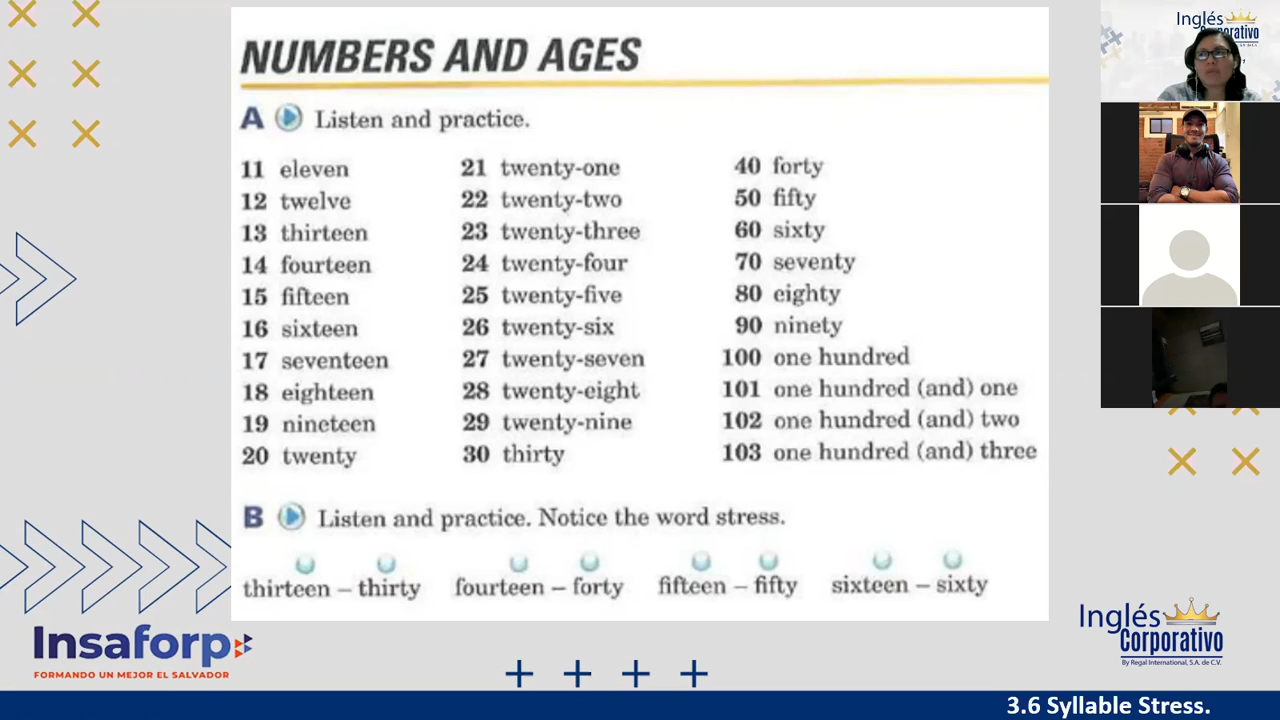 NUMBERS AND AGES
A Listen and practice.
11 eleven
12 twelve
13 thirteen
14 fourteen
15 fifteen
16 sixteen
17 seventeen
18 eighteen
19 nineteen
20 twenty
21 twenty-one
22 twenty-two
23 twenty-three
24 twenty-four
25 twenty-five
26 twenty-six
27 twenty-seven
28 twenty-eight
29 twenty-nine
30 thirty
40 forty
50 fifty
60 sixty
70 seventy
80 eighty
90 ninety
100 one hundred
101 one hundred (and) one
102 one hundred (and) two
103 one hundred (and) three
B Listen and practice. Notice the word stress.
thirteen – thirty fourteen – forty fifteen – fifty sixteen – sixty
Inglés
Corporativo
Insaforp
FORMANDO UN MEJOR EL SALVADOR
Inglés
Corporativo
By Regal International, S.A. de C.V.
3.6 Syllable Stress.